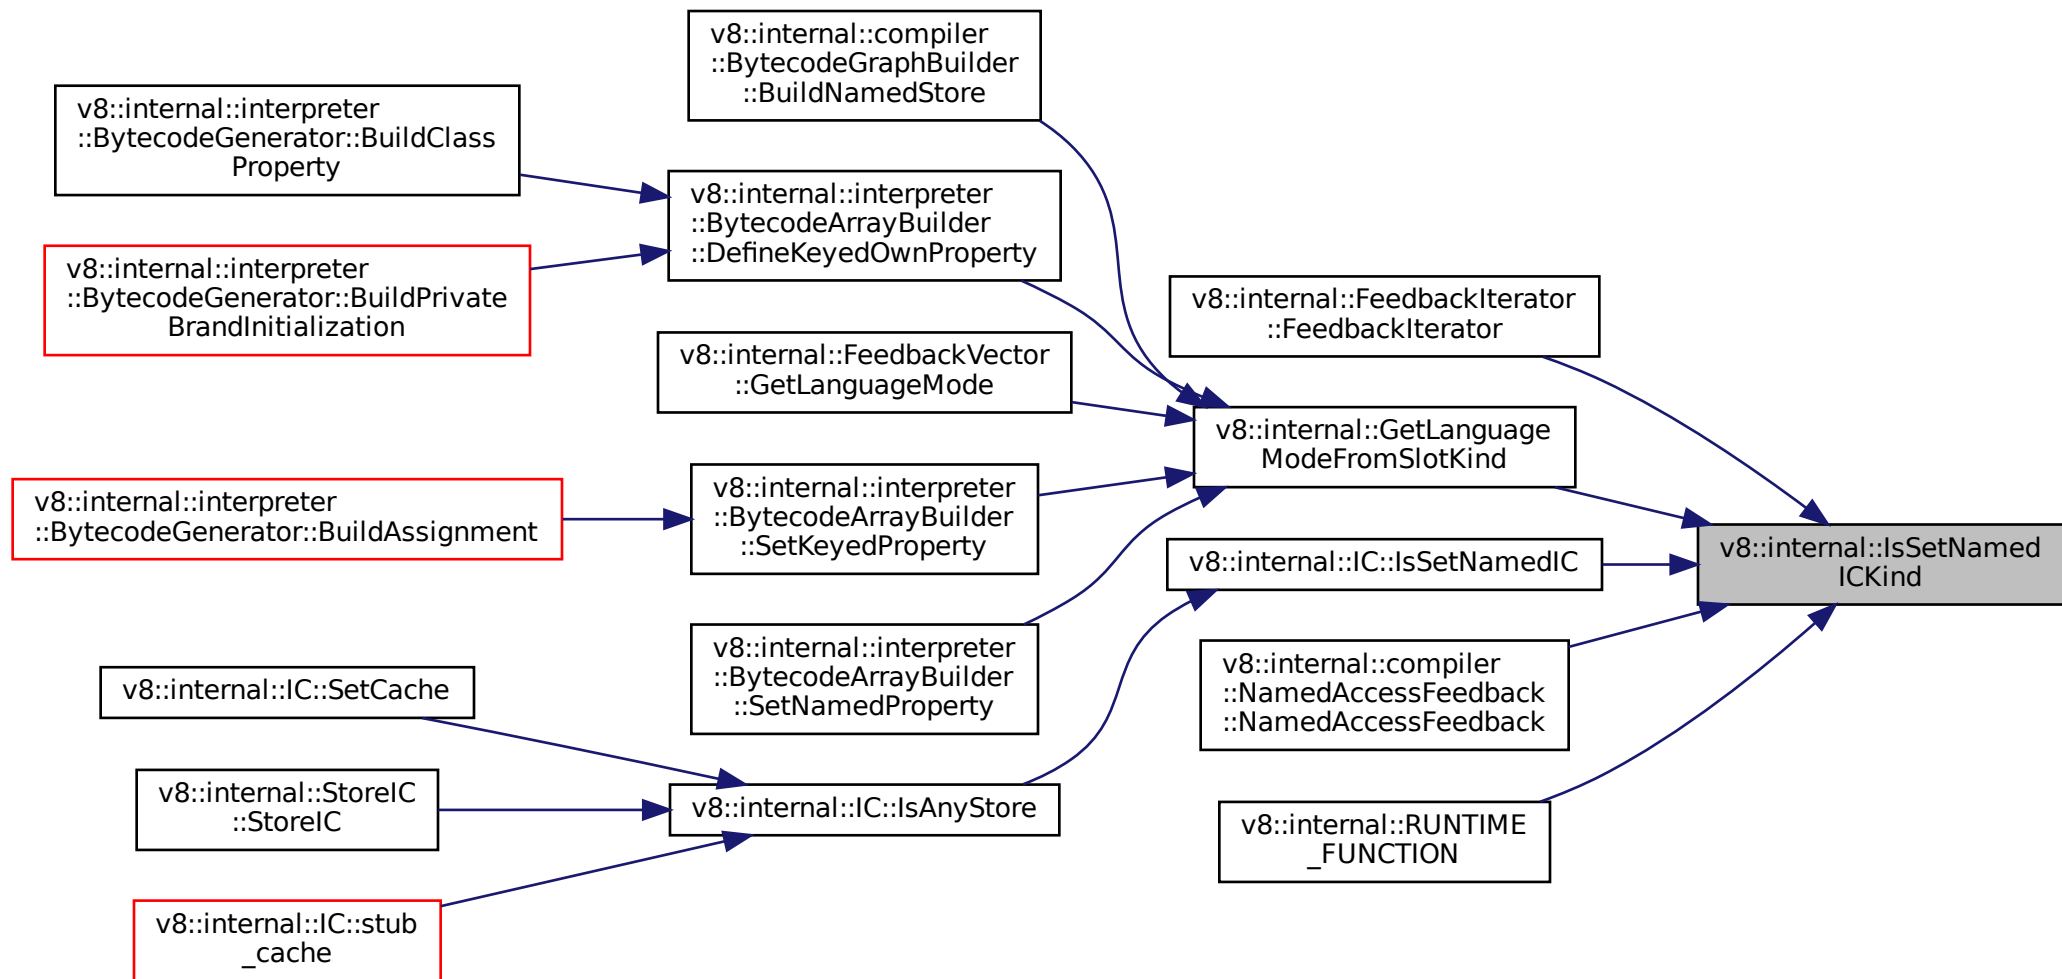 v8::internal::compiler
::BytecodeGraphBuilder
::BuildNamedStore
v8::internal::interpreter
::BytecodeGenerator::BuildClass
Property
v8::internal::interpreter
::BytecodeArrayBuilder
::DefineKeyedOwnProperty
v8::internal::interpreter
::BytecodeGenerator::BuildPrivate
BrandInitialization
v8::internal::FeedbackIterator
::FeedbackIterator
v8::internal::FeedbackVector
::GetLanguageMode
v8::internal::GetLanguage
ModeFromSlotKind
v8::internal::interpreter
::BytecodeGenerator::BuildAssignment
v8::internal::interpreter
::BytecodeArrayBuilder
::SetKeyedProperty
v8::internal::IC::IsSetNamedIC
v8::internal::IsSetNamed
ICKind
v8::internal::interpreter
::BytecodeArrayBuilder
::SetNamedProperty
v8::internal::compiler
::NamedAccessFeedback
::NamedAccessFeedback
v8::internal::IC::SetCache
v8::internal::StoreIC
::StoreIC
v8::internal::IC::IsAnyStore
v8::internal::RUNTIME
_FUNCTION
v8::internal::IC::stub
_cache